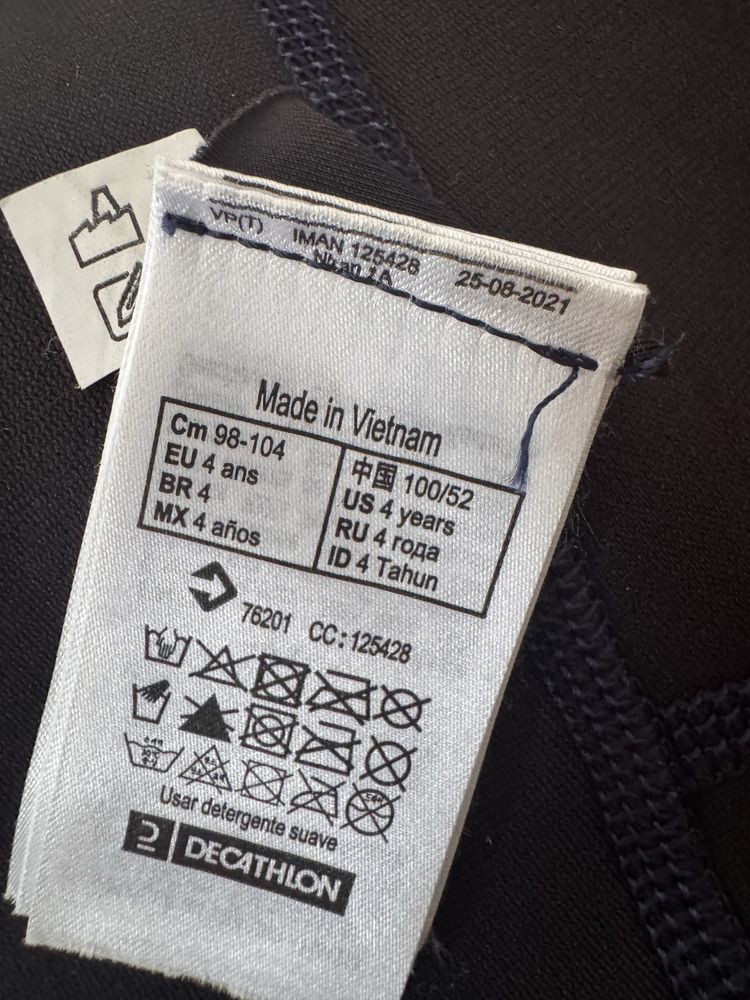 VP(T) IMAN 125428 25-08-2021
Made in Vietnam
Cm 98-104
EU 4 ans
BR 4
MX 4 años
中国 100/52
US 4 years
RU 4 года
ID 4 Tahun
76201 CC:125428
Usar detergente suave
DECATHLON